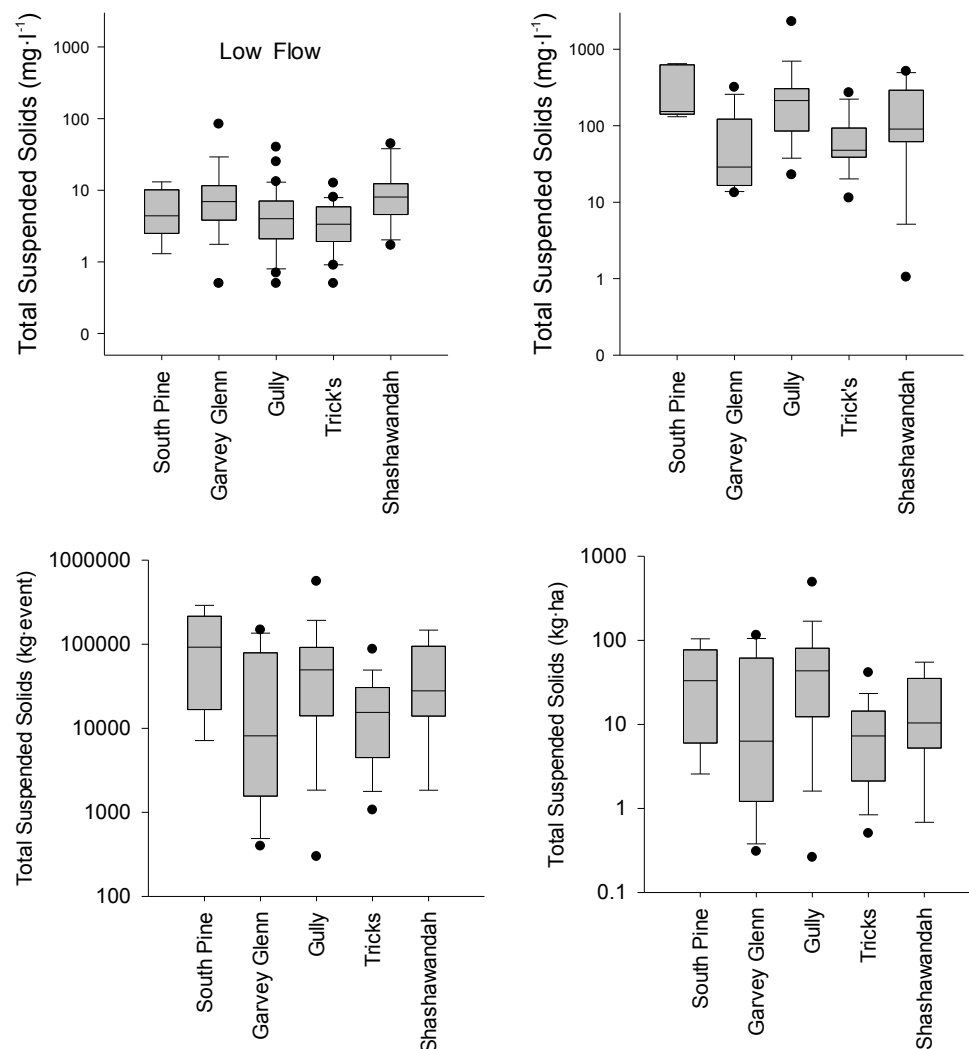 Total Suspended Solids (mg·l⁻¹)
1000
100
10
1
0
Low Flow
South Pine
Garvey Glenn
Gully
Trick's
Shashawandah
Total Suspended Solids (mg·l⁻¹)
1000
100
10
1
0
South Pine
Garvey Glenn
Gully
Trick's
Shashawandah
Total Suspended Solids (kg·event)
1000000
100000
10000
1000
100
South Pine
Garvey Glenn
Gully
Tricks
Shashawandah
Total Suspended Solids (kg·ha)
1000
100
10
1
0.1
South Pine
Garvey Glenn
Gully
Tricks
Shashawandah